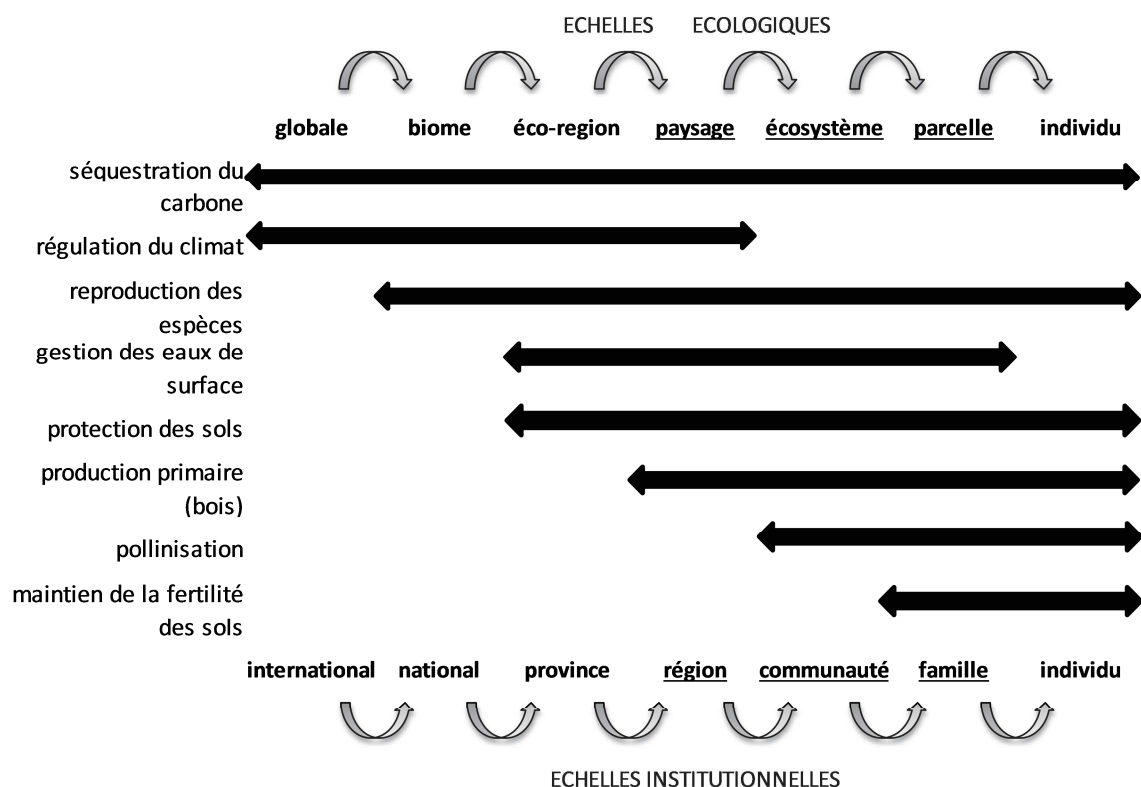 ECHELLES ECOLOGIQUES
globale biome éco-region paysage écosystème parcelle individu
séquestration du
carbone
régulation du climat
reproduction des
espèces
gestion des eaux de
surface
protection des sols
production primaire
(bois)
pollinisation
maintien de la fertilité
des sols
international national province région communauté famille individu
ECHELLES INSTITUTIONNELLES